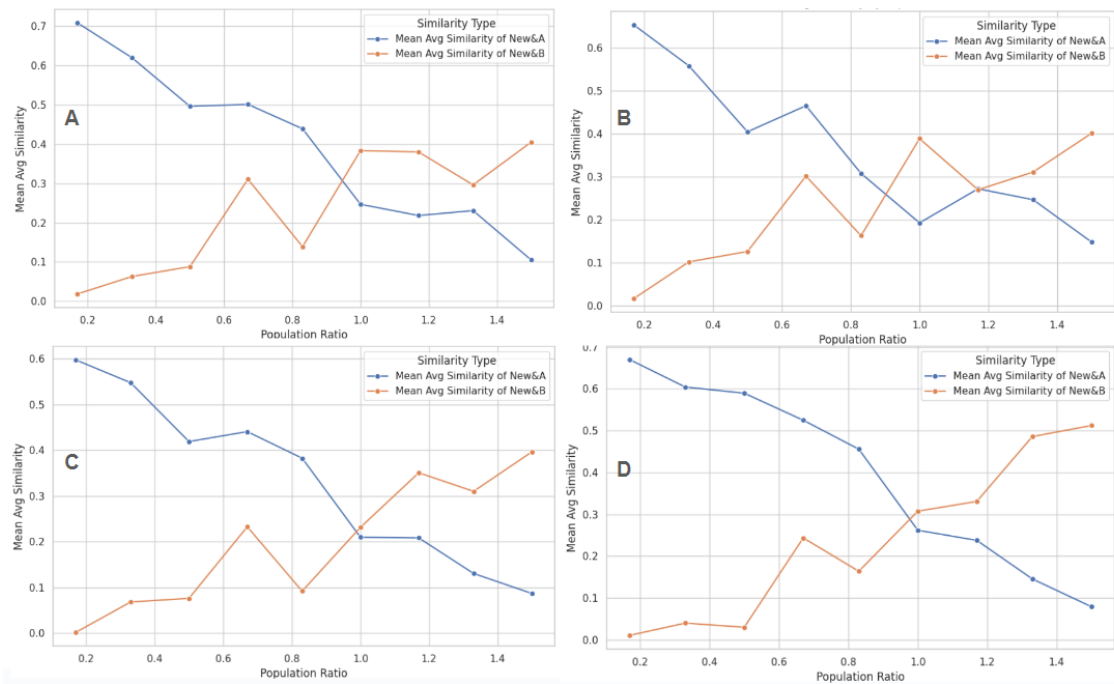 Similarity Type
Mean Avg Similarity of New&A
Mean Avg Similarity of New&B
A
Mean Avg Similarity
0.7
0.6
0.5
0.4
0.3
0.2
0.1
0.0
0.2 0.4 0.6 0.8 1.0 1.2 1.4
Population Ratio
Similarity Type
Mean Avg Similarity of New&A
Mean Avg Similarity of New&B
B
Mean Avg Similarity
0.6
0.5
0.4
0.3
0.2
0.1
0.0
0.2 0.4 0.6 0.8 1.0 1.2 1.4
Population Ratio
Similarity Type
Mean Avg Similarity of New&A
Mean Avg Similarity of New&B
C
Mean Avg Similarity
0.6
0.5
0.4
0.3
0.2
0.1
0.0
0.2 0.4 0.6 0.8 1.0 1.2 1.4
Population Ratio
Similarity Type
Mean Avg Similarity of New&A
Mean Avg Similarity of New&B
D
Mean Avg Similarity
0.7
0.6
0.5
0.4
0.3
0.2
0.1
0.0
0.2 0.4 0.6 0.8 1.0 1.2 1.4
Population Ratio